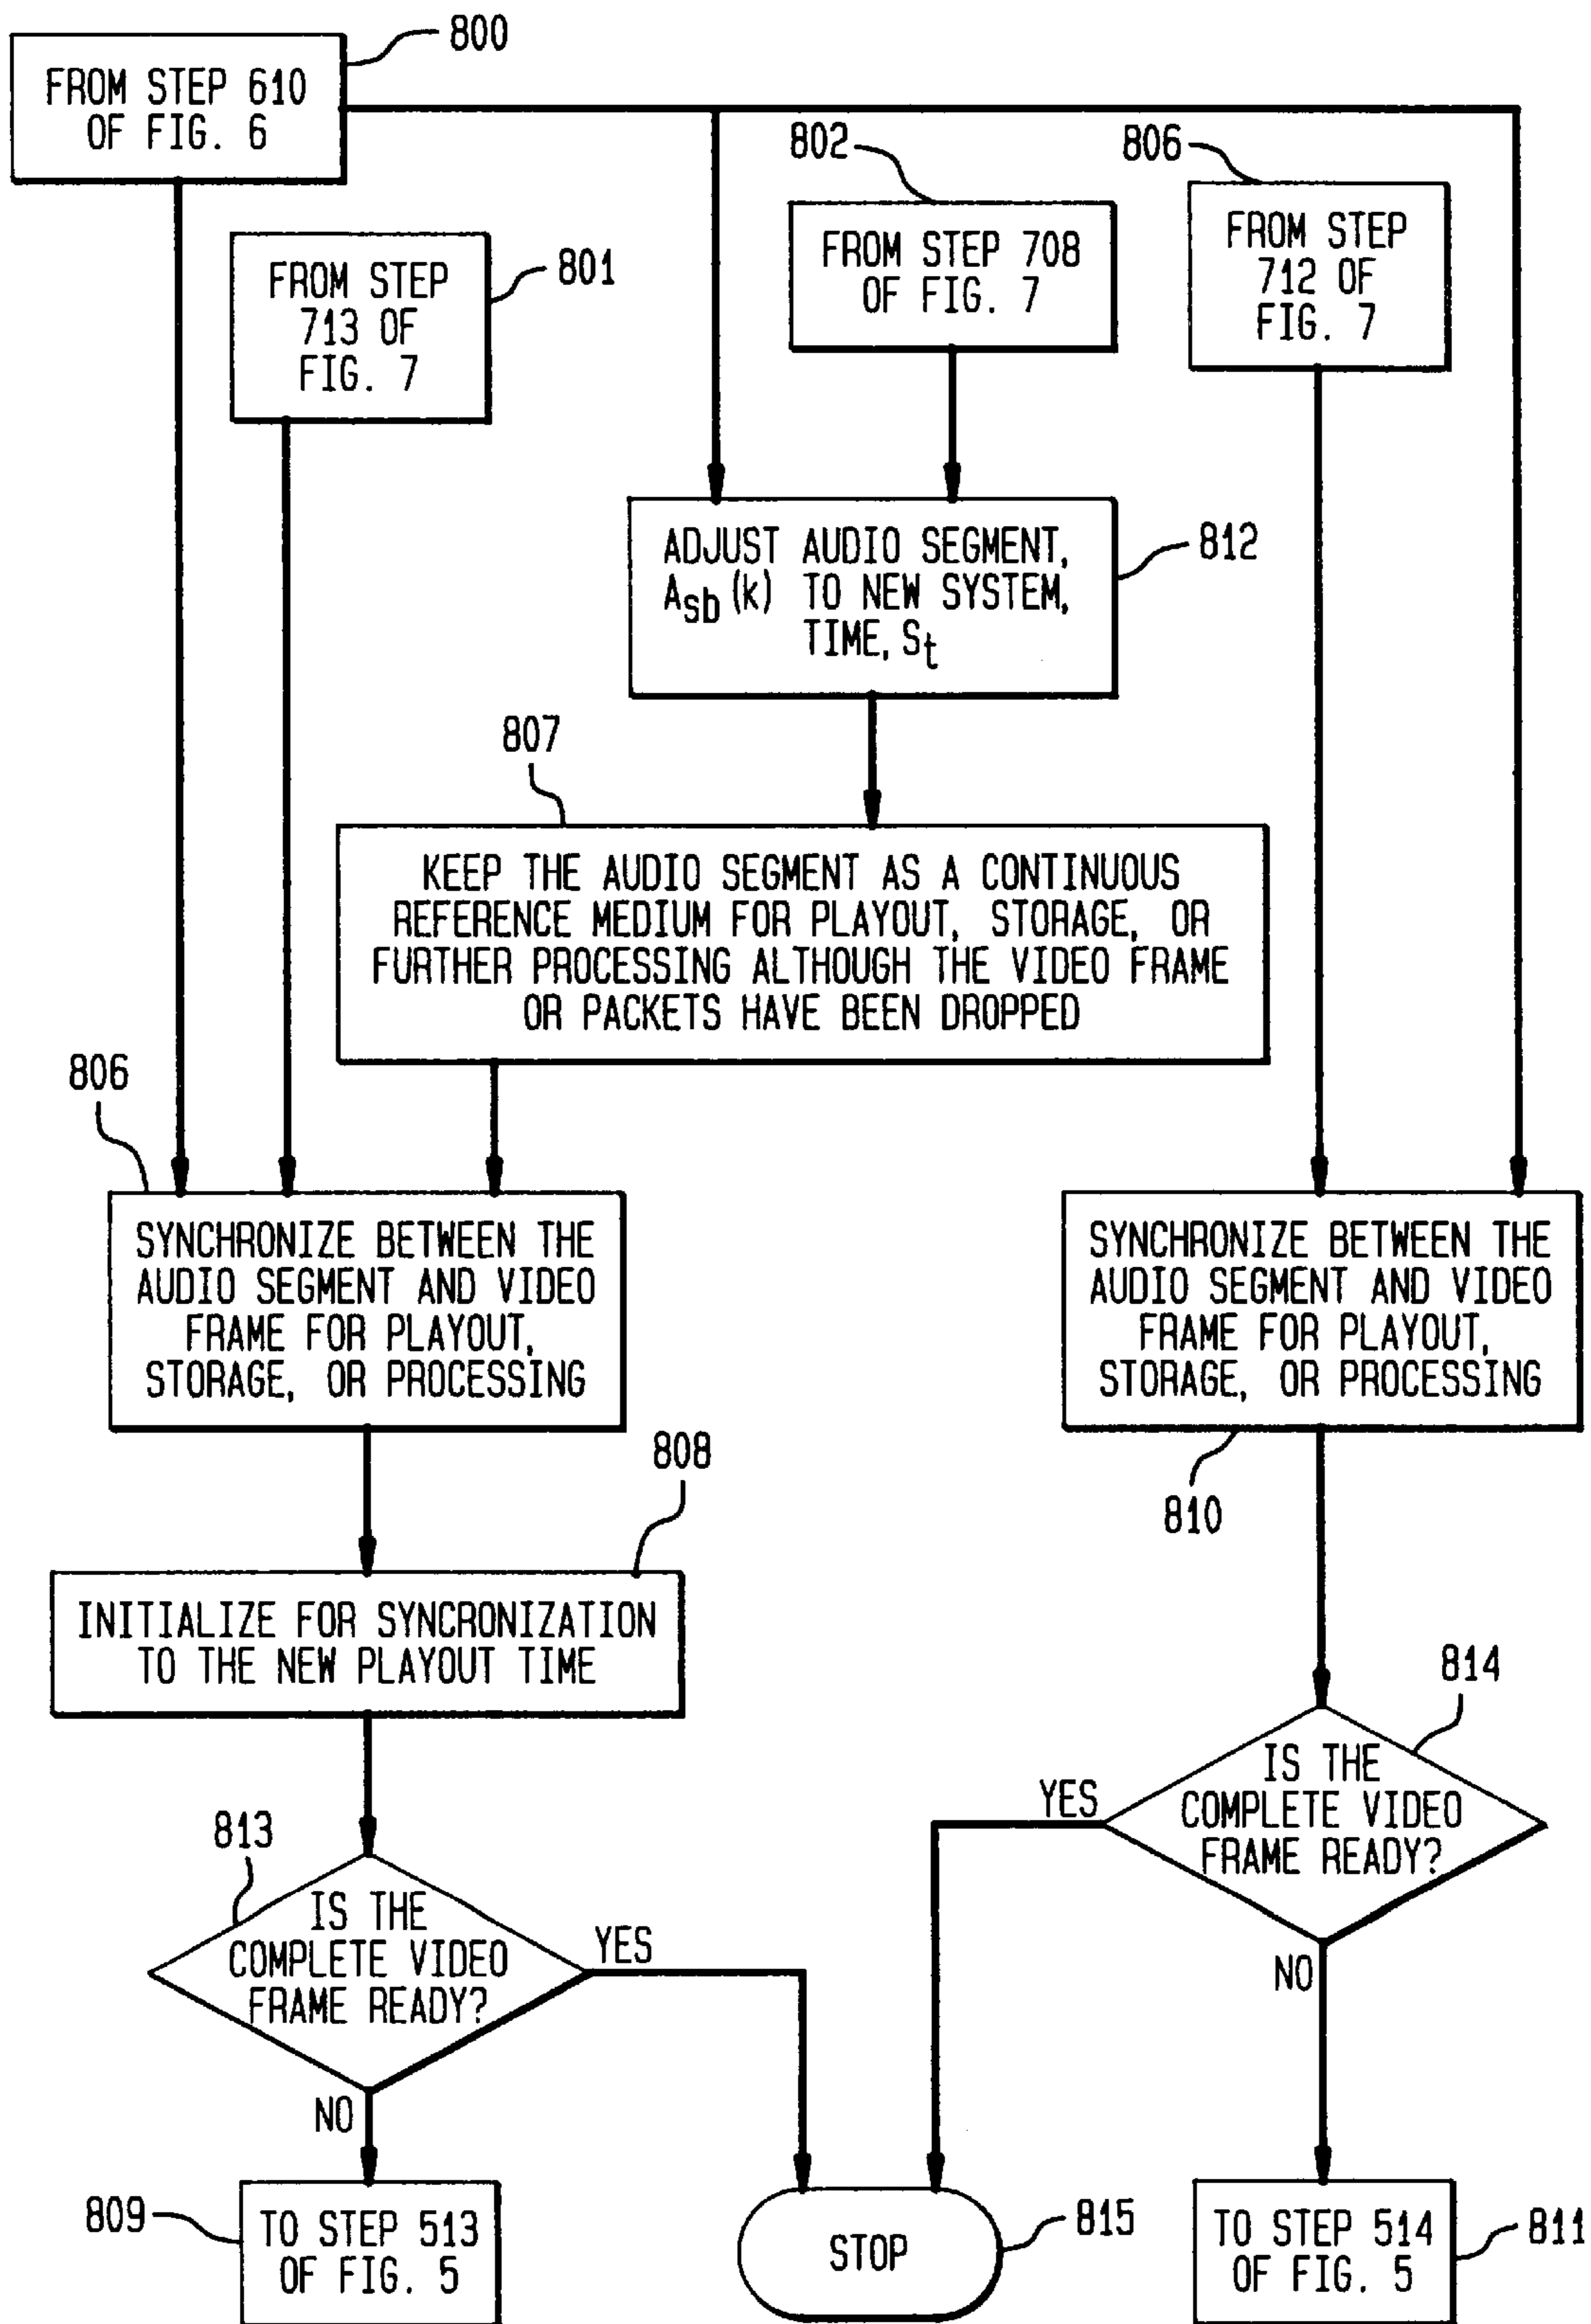 800
FROM STEP 610
OF FIG. 6
802
806
801
FROM STEP
713 OF
FIG. 7
FROM STEP 708
OF FIG. 7
FROM STEP
712 OF
FIG. 7
812
ADJUST AUDIO SEGMENT,
Asb (k) TO NEW SYSTEM,
TIME, St
807
KEEP THE AUDIO SEGMENT AS A CONTINUOUS
REFERENCE MEDIUM FOR PLAYOUT, STORAGE, OR
FURTHER PROCESSING ALTHOUGH THE VIDEO FRAME
OR PACKETS HAVE BEEN DROPPED
806
SYNCHRONIZE BETWEEN THE
AUDIO SEGMENT AND VIDEO
FRAME FOR PLAYOUT,
STORAGE, OR PROCESSING
SYNCHRONIZE BETWEEN THE
AUDIO SEGMENT AND VIDEO
FRAME FOR PLAYOUT,
STORAGE, OR PROCESSING
810
808
INITIALIZE FOR SYNCRONIZATION
TO THE NEW PLAYOUT TIME
814
IS THE
COMPLETE VIDEO
FRAME READY?
YES
NO
813
IS THE
COMPLETE VIDEO
FRAME READY?
YES
NO
809
TO STEP 513
OF FIG. 5
STOP
815
TO STEP 514
OF FIG. 5
811